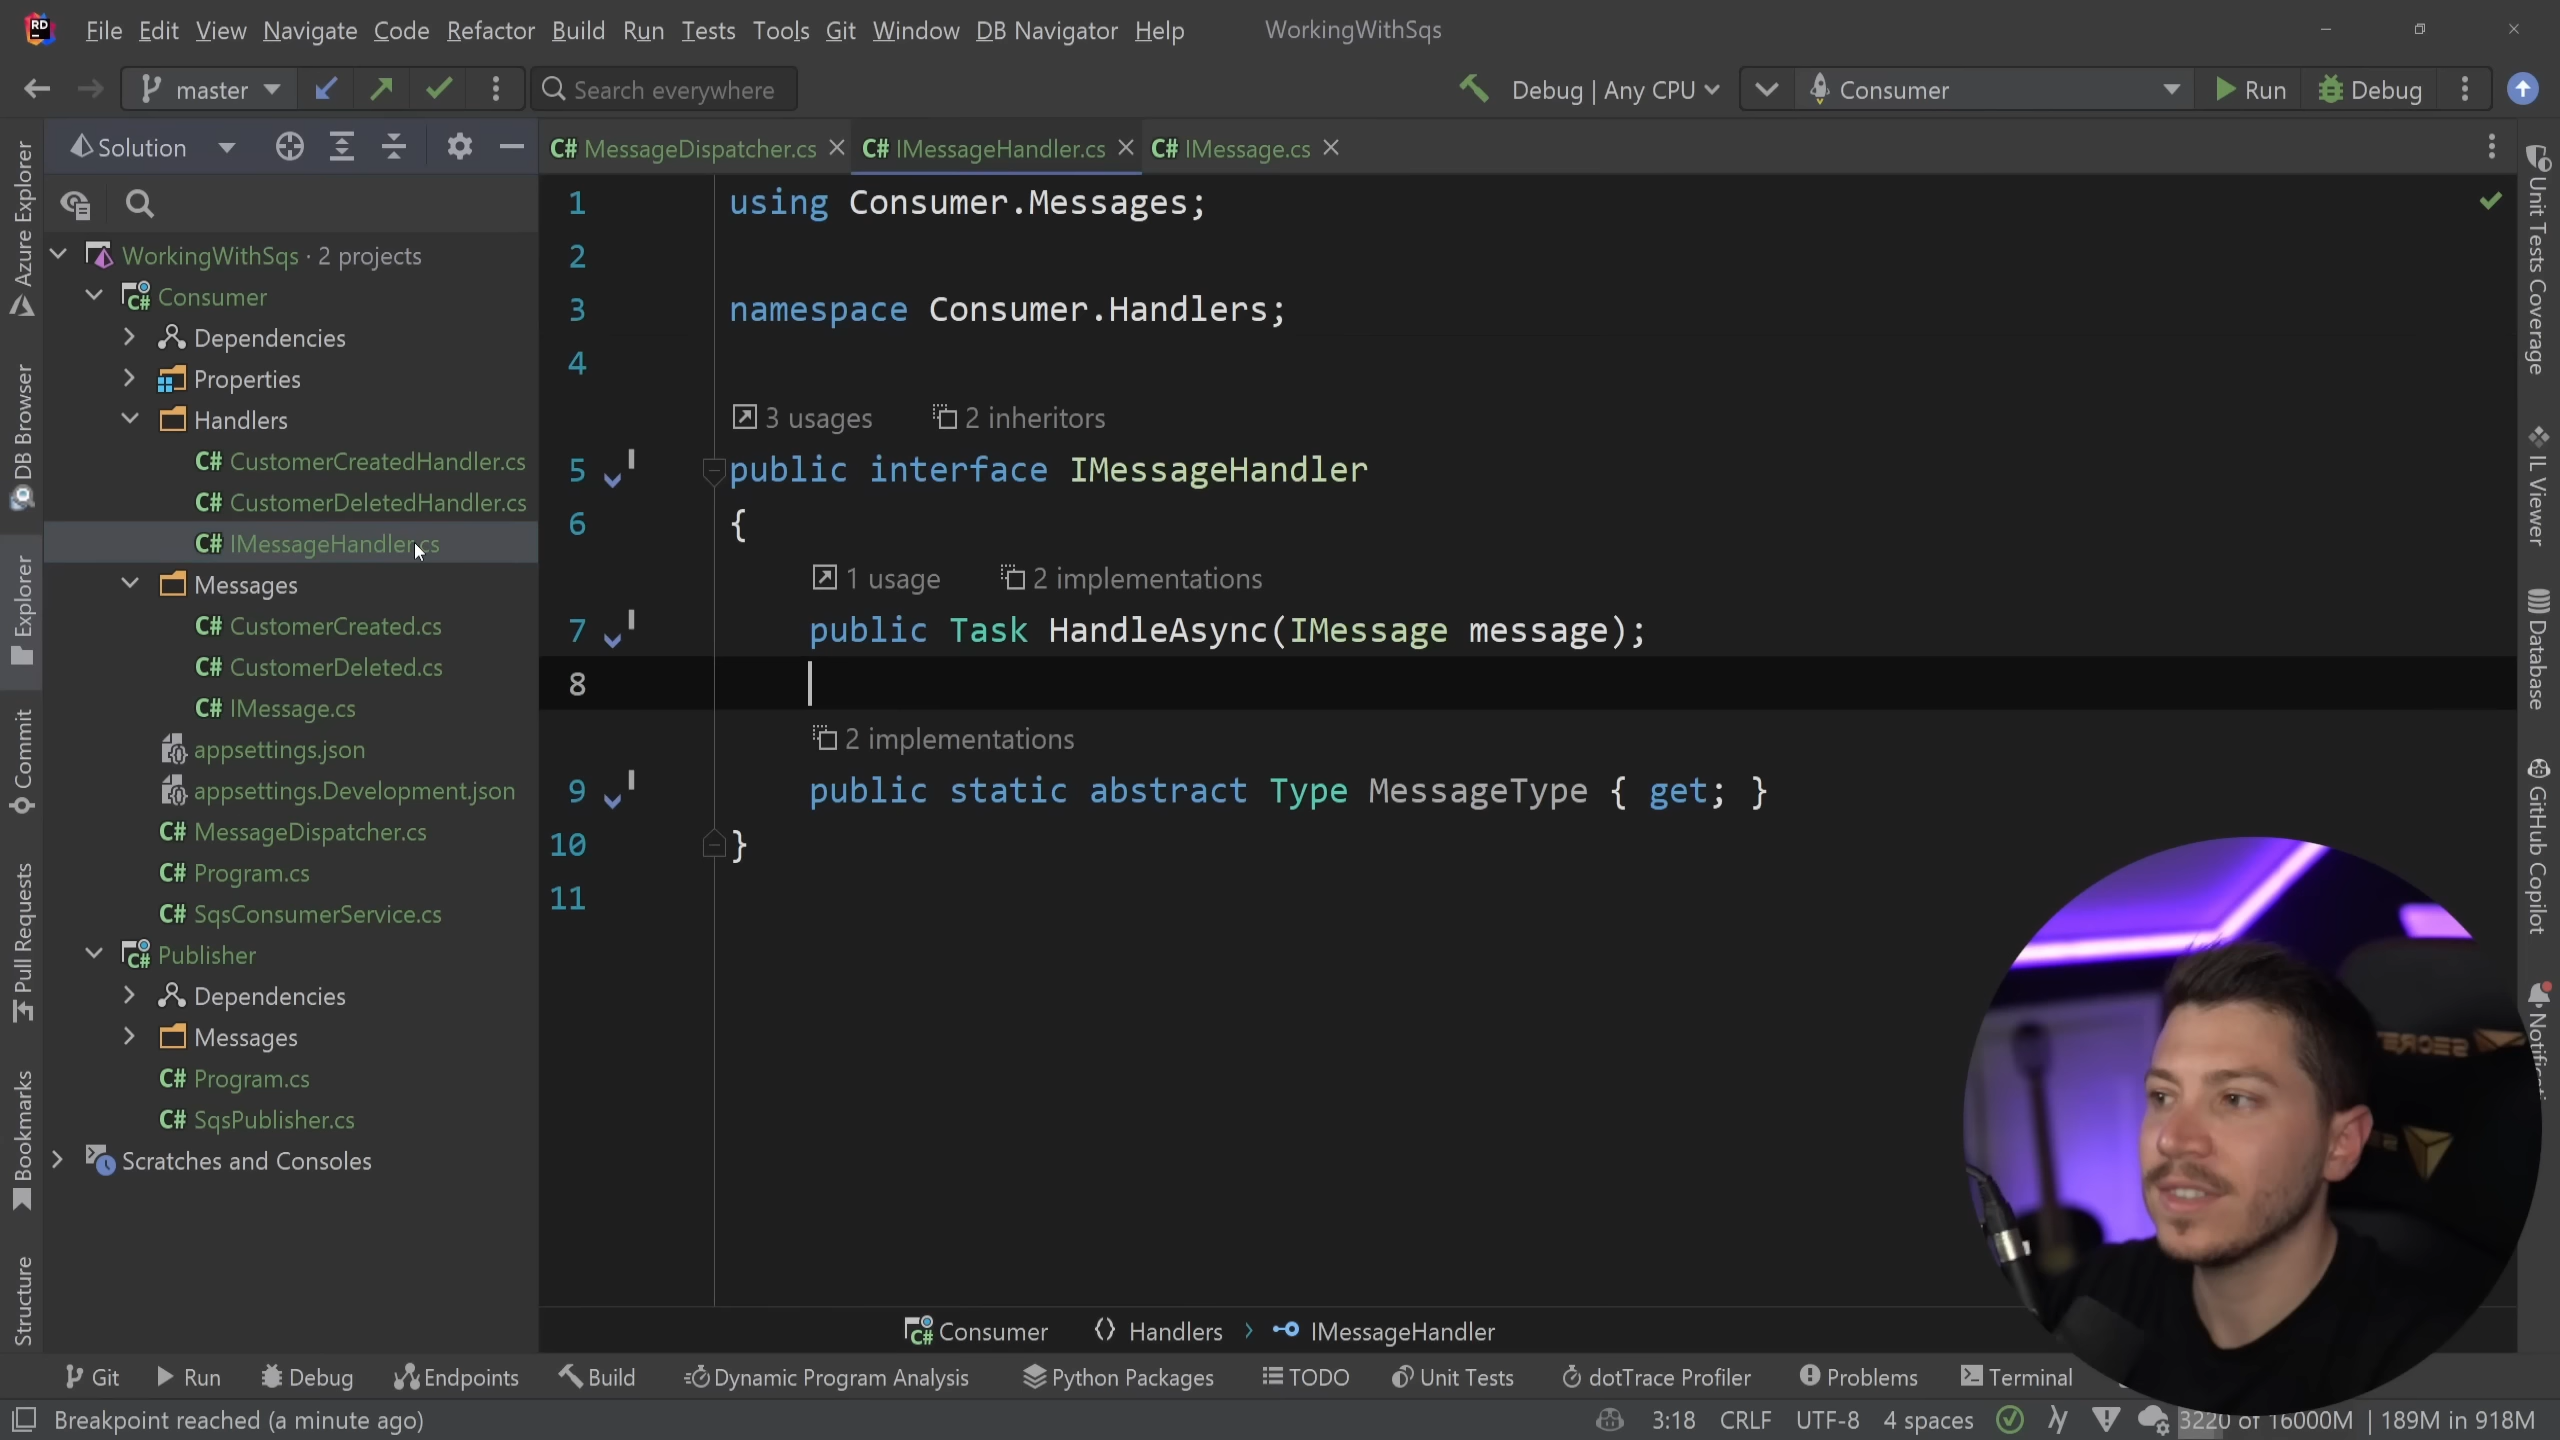 RD File Edit View Navigate Code Refactor Build Run Tests Tools Git Window DB Navigator Help WorkingWithSqs
master Search everywhere Debug | Any CPU Consumer Run Debug
Solution
C# MessageDispatcher.cs C# IMessageHandler.cs C# IMessage.cs
WorkingWithSqs · 2 projects
C# Consumer
Dependencies
Properties
Handlers
C# CustomerCreatedHandler.cs
C# CustomerDeletedHandler.cs
C# IMessageHandler.cs
Messages
C# CustomerCreated.cs
C# CustomerDeleted.cs
C# IMessage.cs
appsettings.json
appsettings.Development.json
C# MessageDispatcher.cs
C# Program.cs
C# SqsConsumerService.cs
C# Publisher
Dependencies
Messages
C# Program.cs
C# SqsPublisher.cs
Scratches and Consoles
1 using Consumer.Messages;
2
3 namespace Consumer.Handlers;
4
3 usages 2 inheritors
5 public interface IMessageHandler
6 {
1 usage 2 implementations
7 public Task HandleAsync(IMessage message);
8
2 implementations
9 public static abstract Type MessageType { get; }
10 }
11
Azure Explorer
DB Browser
Explorer
Commit
Pull Requests
Bookmarks
Structure
Unit Tests Coverage
IL Viewer
Database
GitHub Copilot
C# Consumer Handlers IMessageHandler
Git Run Debug Endpoints Build Dynamic Program Analysis Python Packages TODO Unit Tests dotTrace Profiler Problems Terminal
Breakpoint reached (a minute ago) 3:18 CRLF UTF-8 4 spaces 3220 of 16000M | 189M in 918M